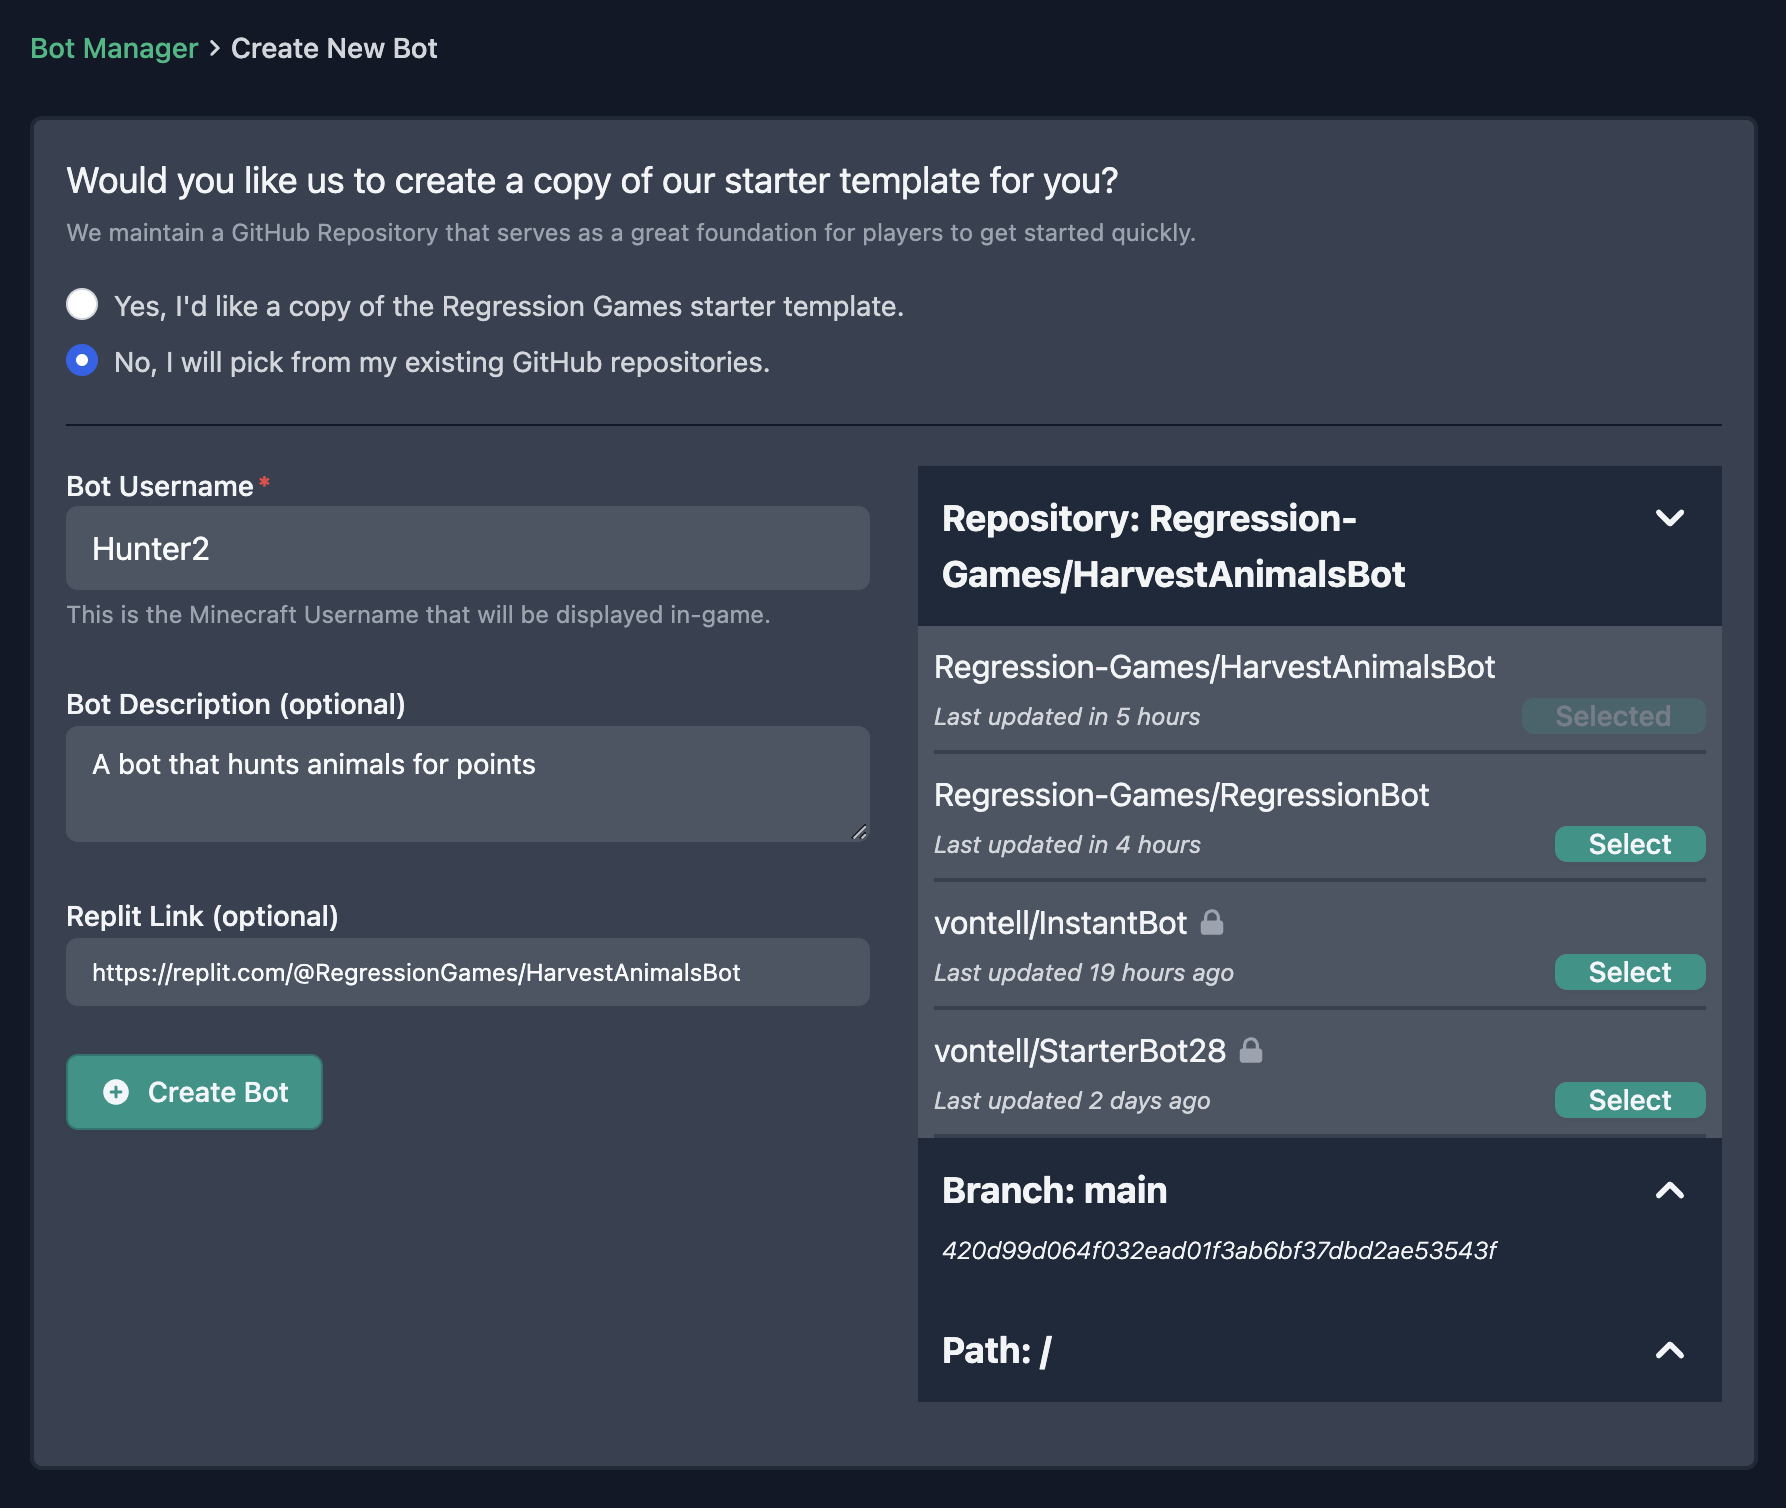 Bot Manager > Create New Bot
Would you like us to create a copy of our starter template for you?
We maintain a GitHub Repository that serves as a great foundation for players to get started quickly.
Yes, I'd like a copy of the Regression Games starter template.
No, I will pick from my existing GitHub repositories.
Bot Username*
Hunter2
This is the Minecraft Username that will be displayed in-game.
Bot Description (optional)
A bot that hunts animals for points
Replit Link (optional)
https://replit.com/@RegressionGames/HarvestAnimalsBot
Create Bot
Repository: Regression-
Games/HarvestAnimalsBot
Regression-Games/HarvestAnimalsBot
Last updated in 5 hours
Selected
Regression-Games/RegressionBot
Last updated in 4 hours
Select
vontell/InstantBot
Last updated 19 hours ago
Select
vontell/StarterBot28
Last updated 2 days ago
Select
Branch: main
420d99d064f032ead01f3ab6bf37dbd2ae53543f
Path: /